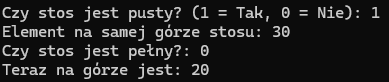 Czy stos jest pusty? (1 = Tak, 0 = Nie): 1
Element na samej górze stosu: 30
Czy stos jest pełny?: 0
Teraz na górze jest: 20